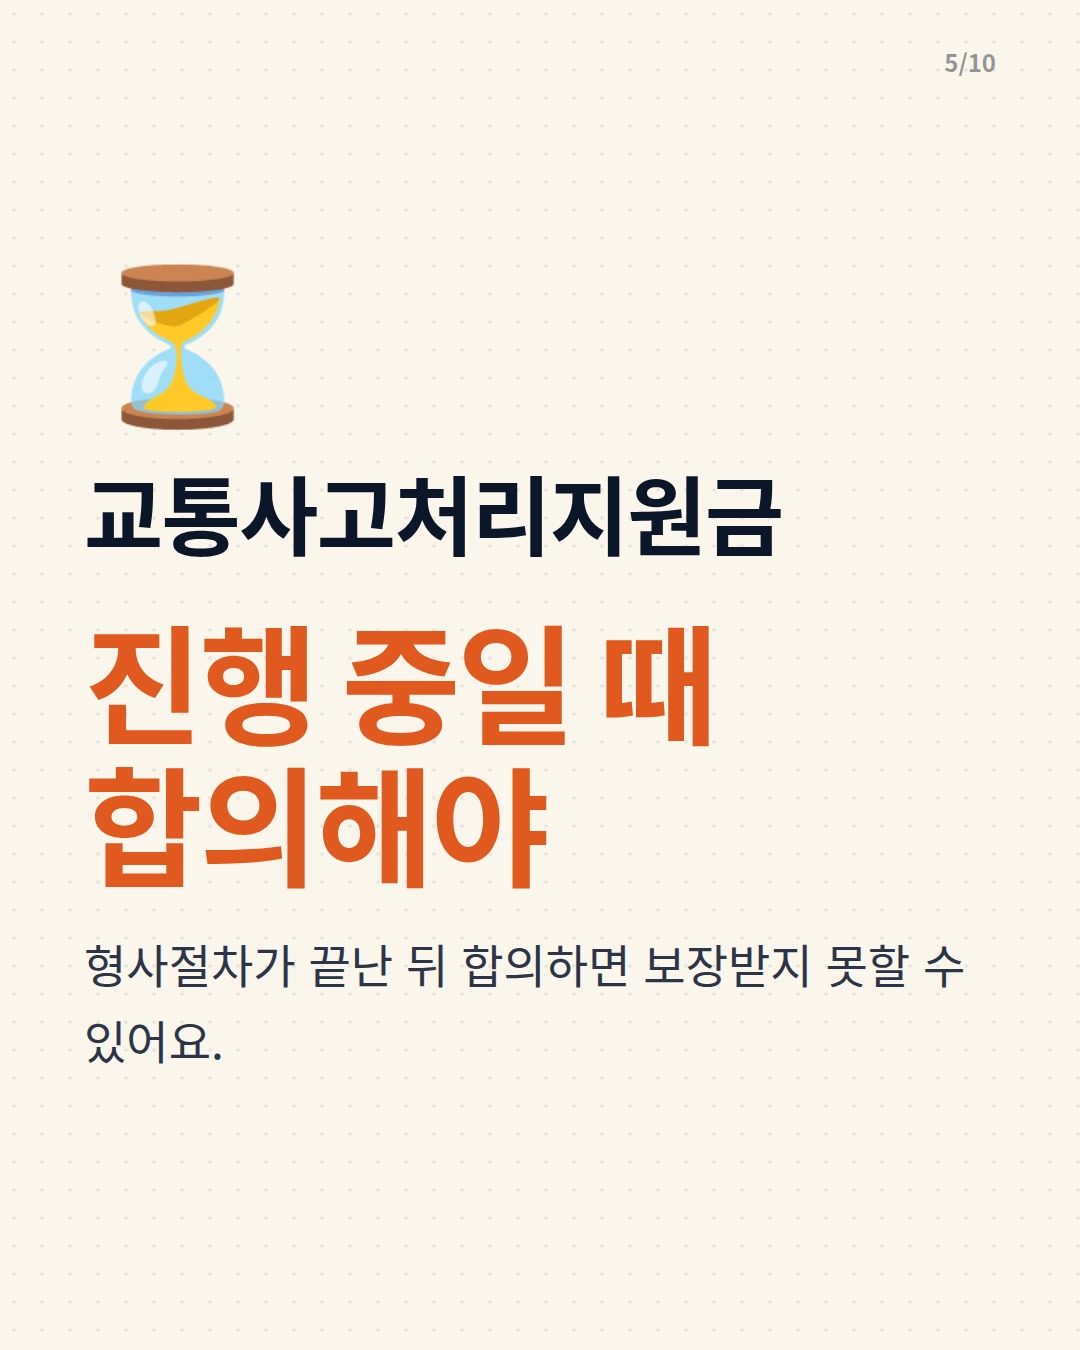 5/10
교통사고처리지원금
진행 중일 때
합의해야
형사절차가 끝난 뒤 합의하면 보장받지 못할 수
있어요.